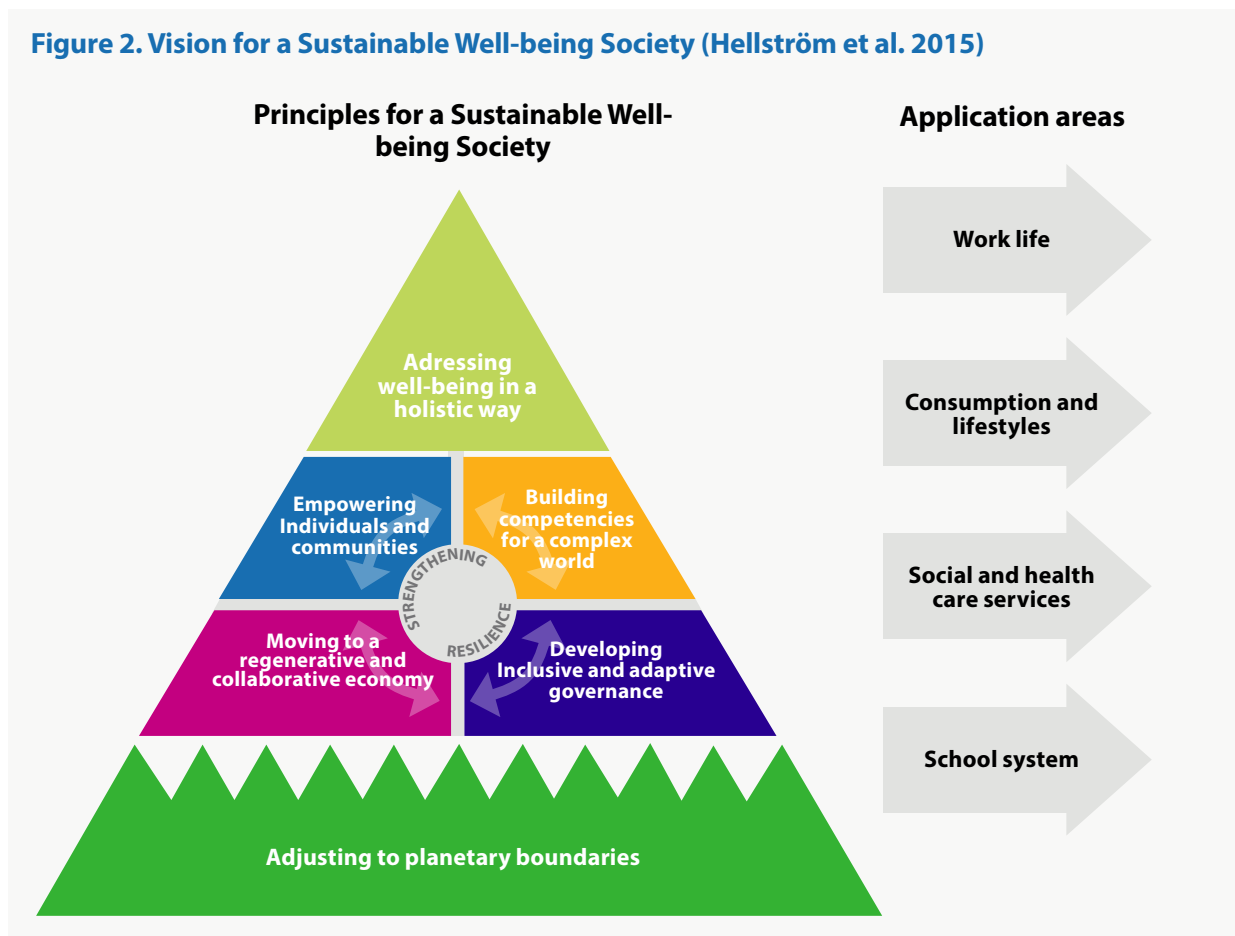 Figure 2. Vision for a Sustainable Well-being Society (Hellström et al. 2015)
Principles for a Sustainable Well-
being Society
Adressing
well-being in a
holistic way
Empowering
Individuals and
communities
Building
competencies
for a complex
world
STRENGTHENING
RESILIENCE
Moving to a
regenerative and
collaborative economy
Developing
Inclusive and adaptive
governance
Adjusting to planetary boundaries
Application areas
Work life
Consumption and
lifestyles
Social and health
care services
School system